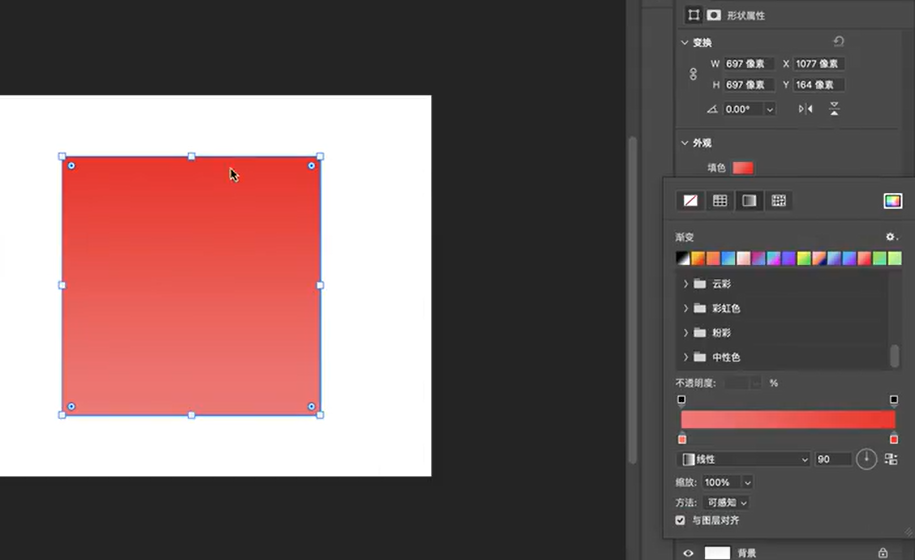 形状属性
变换
W 697 像素 X 1077 像素
H 697 像素 Y 164 像素
0.00°
外观
填色
渐变
云彩
彩虹色
粉彩
中性色
不透明度: %
线性 90
缩放: 100%
方法: 可感知
与图层对齐
背景